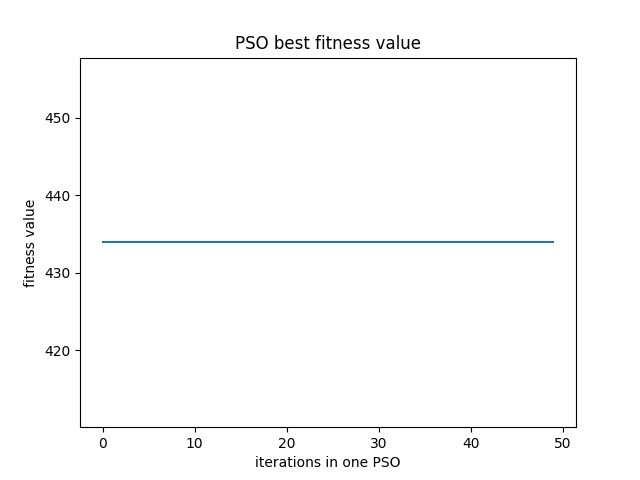 PSO best fitness value
450
440
430
420
fitness value
0 10 20 30 40 50
iterations in one PSO